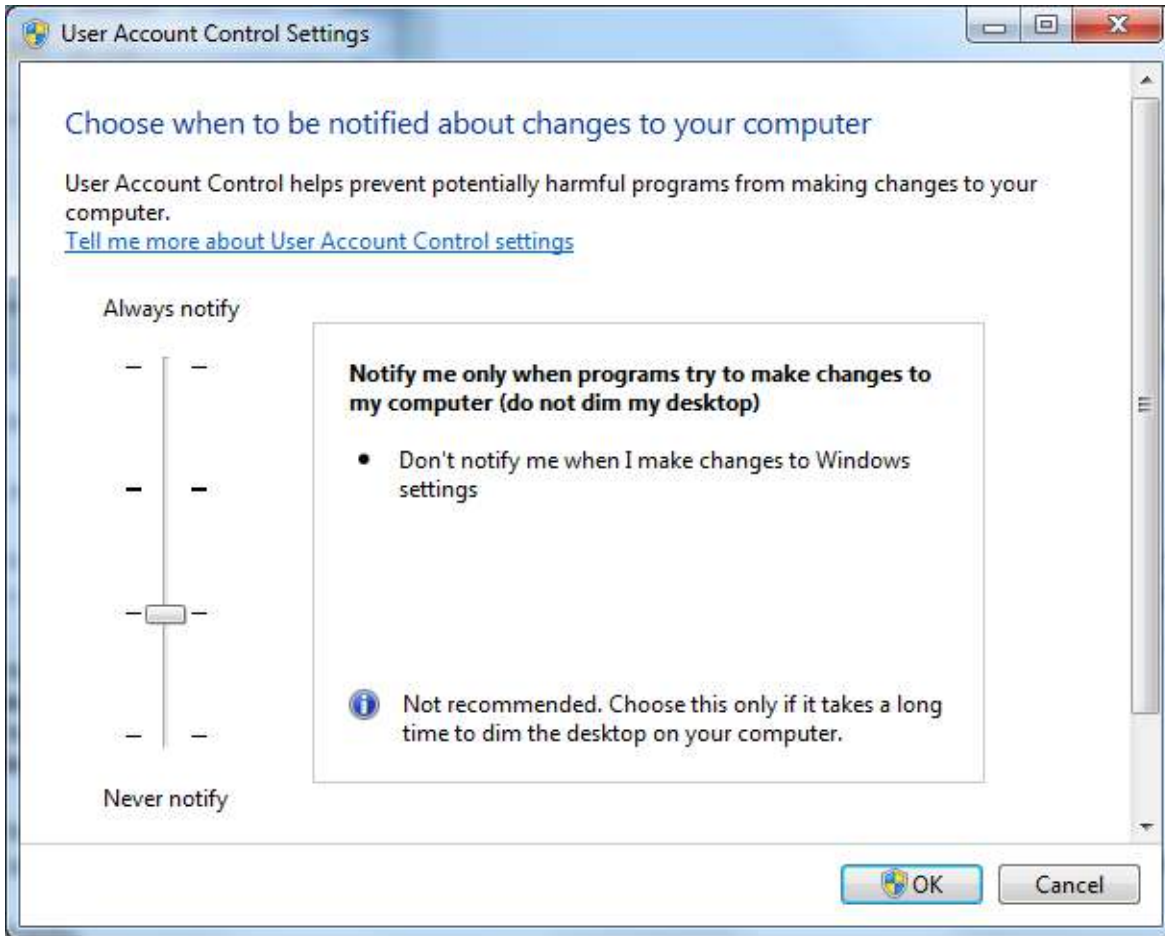 User Account Control Settings
Choose when to be notified about changes to your computer
User Account Control helps prevent potentially harmful programs from making changes to your
computer.
Tell me more about User Account Control settings
Always notify
Notify me only when programs try to make changes to
my computer (do not dim my desktop)
• Don't notify me when I make changes to Windows
settings
Not recommended. Choose this only if it takes a long
time to dim the desktop on your computer.
Never notify
OK
Cancel